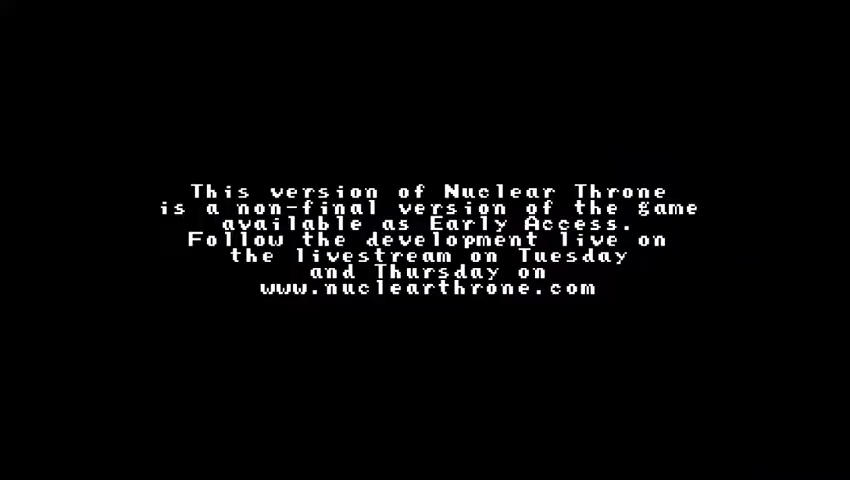 This version of Nuclear Throne
is a non-final version of the game
available as Early Access.
Follow the development live on
the livestream on Tuesday
and Thursday on
www.nuclearthrone.com